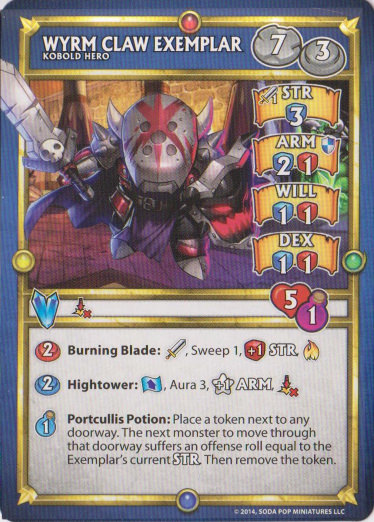 WYRM CLAW EXEMPLAR
KOBOLD HERO
7 3
1 STR
3
ARM
2 1
WILL
1 1
DEX
1 1
5
1
2 Burning Blade: , Sweep 1, +1 STR,
2 Hightower: , Aura 3, +1 ARM,
1 Portcullis Potion: Place a token next to any
doorway. The next monster to move through
that doorway suffers an offense roll equal to the
Exemplar's current STR. Then remove the token.
© 2014, SODA POP MINIATURES LLC